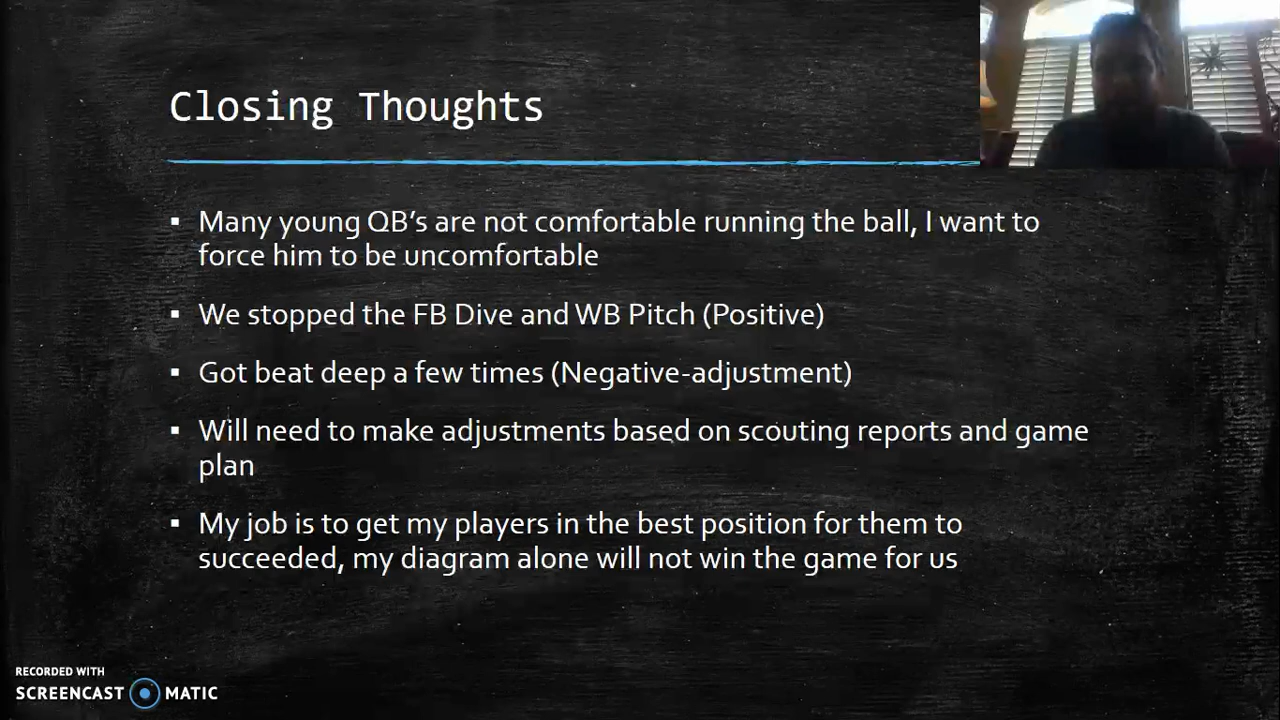 Closing Thoughts
▪ Many young QB’s are not comfortable running the ball, I want to
force him to be uncomfortable
▪ We stopped the FB Dive and WB Pitch (Positive)
▪ Got beat deep a few times (Negative-adjustment)
▪ Will need to make adjustments based on scouting reports and game
plan
▪ My job is to get my players in the best position for them to
succeeded, my diagram alone will not win the game for us
RECORDED WITH
SCREENCAST MATIC